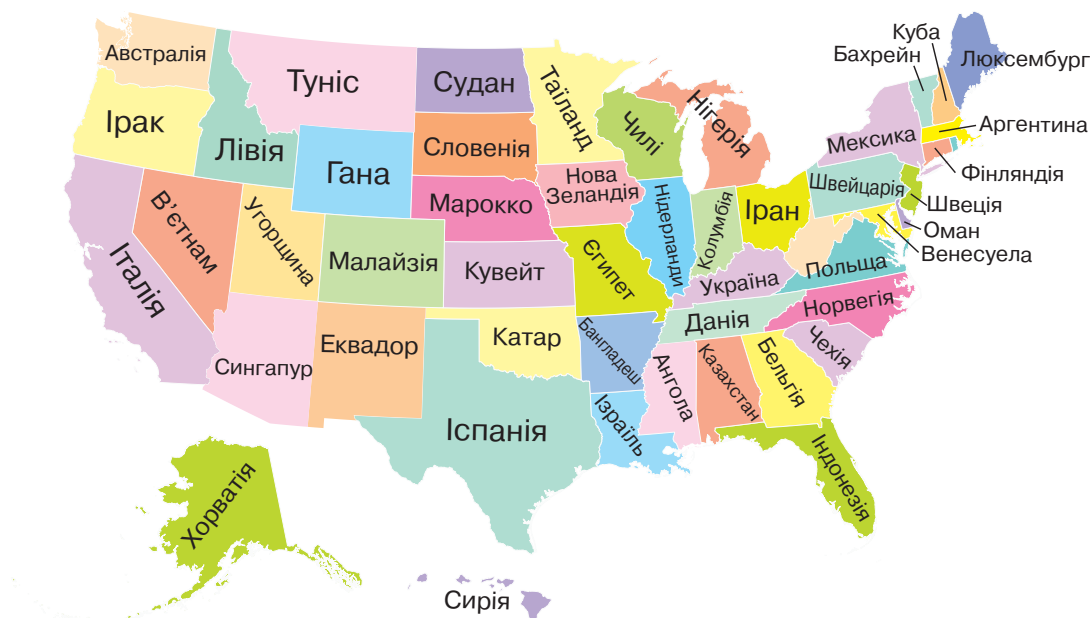 Австралія
Туніс
Судан
Таїланд
Куба
Бахрейн
Люксембург
Ірак
Лівія
Гана
Словенія
Чилі
Нігерія
Мексика
Аргентина
Фінляндія
Марокко
Нова
Зеландія
Швейцарія
Швеція
Оман
Венесуела
Італія
В’єтнам
Угорщина
Малайзія
Кувейт
Єгипет
Нідерланди
Колумбія
Іран
Україна
Польща
Сингапур
Еквадор
Катар
Бангладеш
Данія
Норвегія
Чехія
Іспанія
Ізраїль
Ангола
Казахстан
Бельгія
Індонезія
Хорватія
Сирія